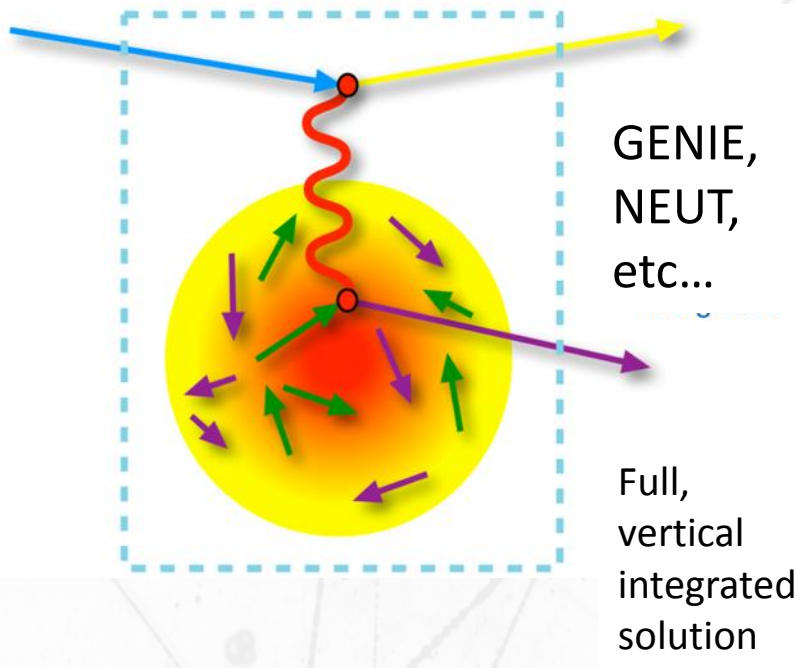 GENIE,
NEUT,
etc…
Full,
vertical
integrated
solution